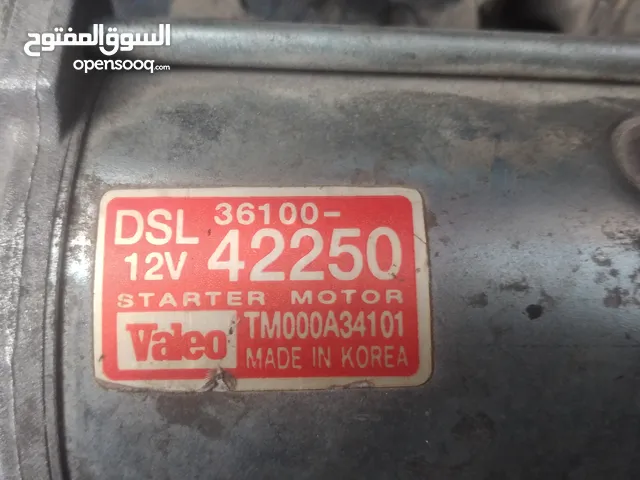 السوق المفتوح
opensooq.com
DSL 36100-
12V 42250
STARTER MOTOR
Valeo TM000A34101
MADE IN KOREA